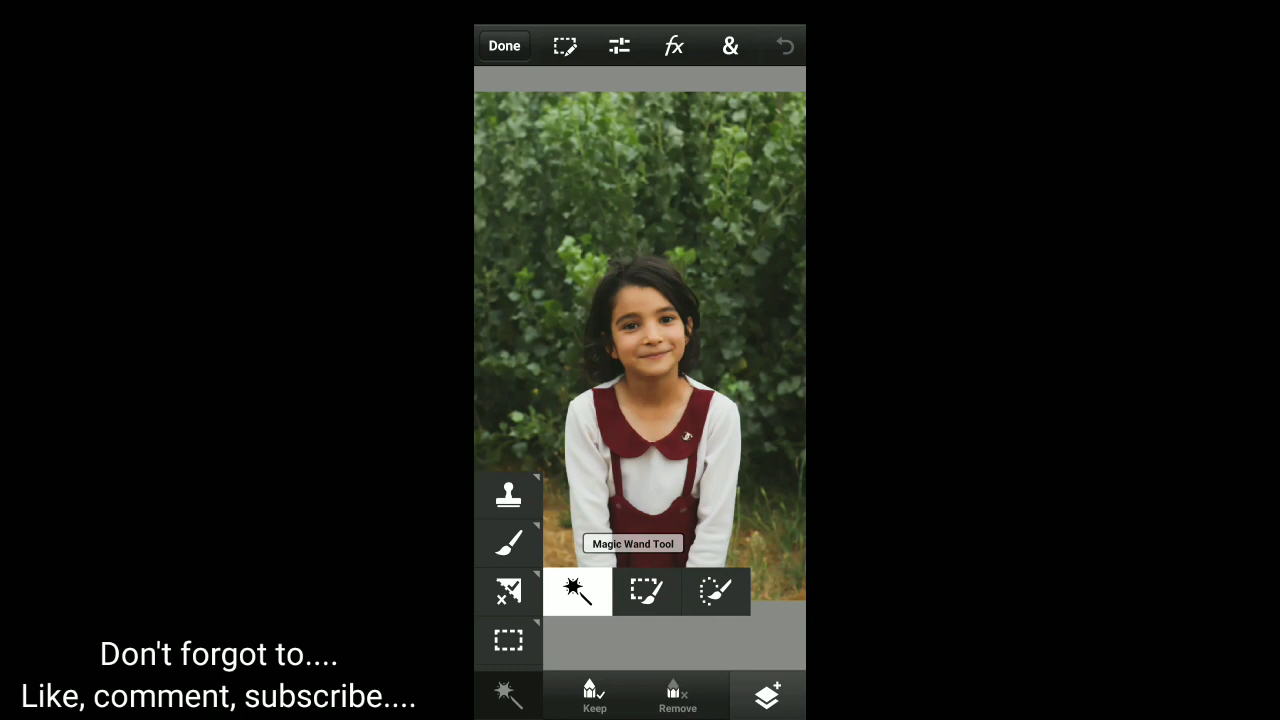 Done
fx
&
Magic Wand Tool
Keep
Remove
Don't forgot to....
Like, comment, subscribe....